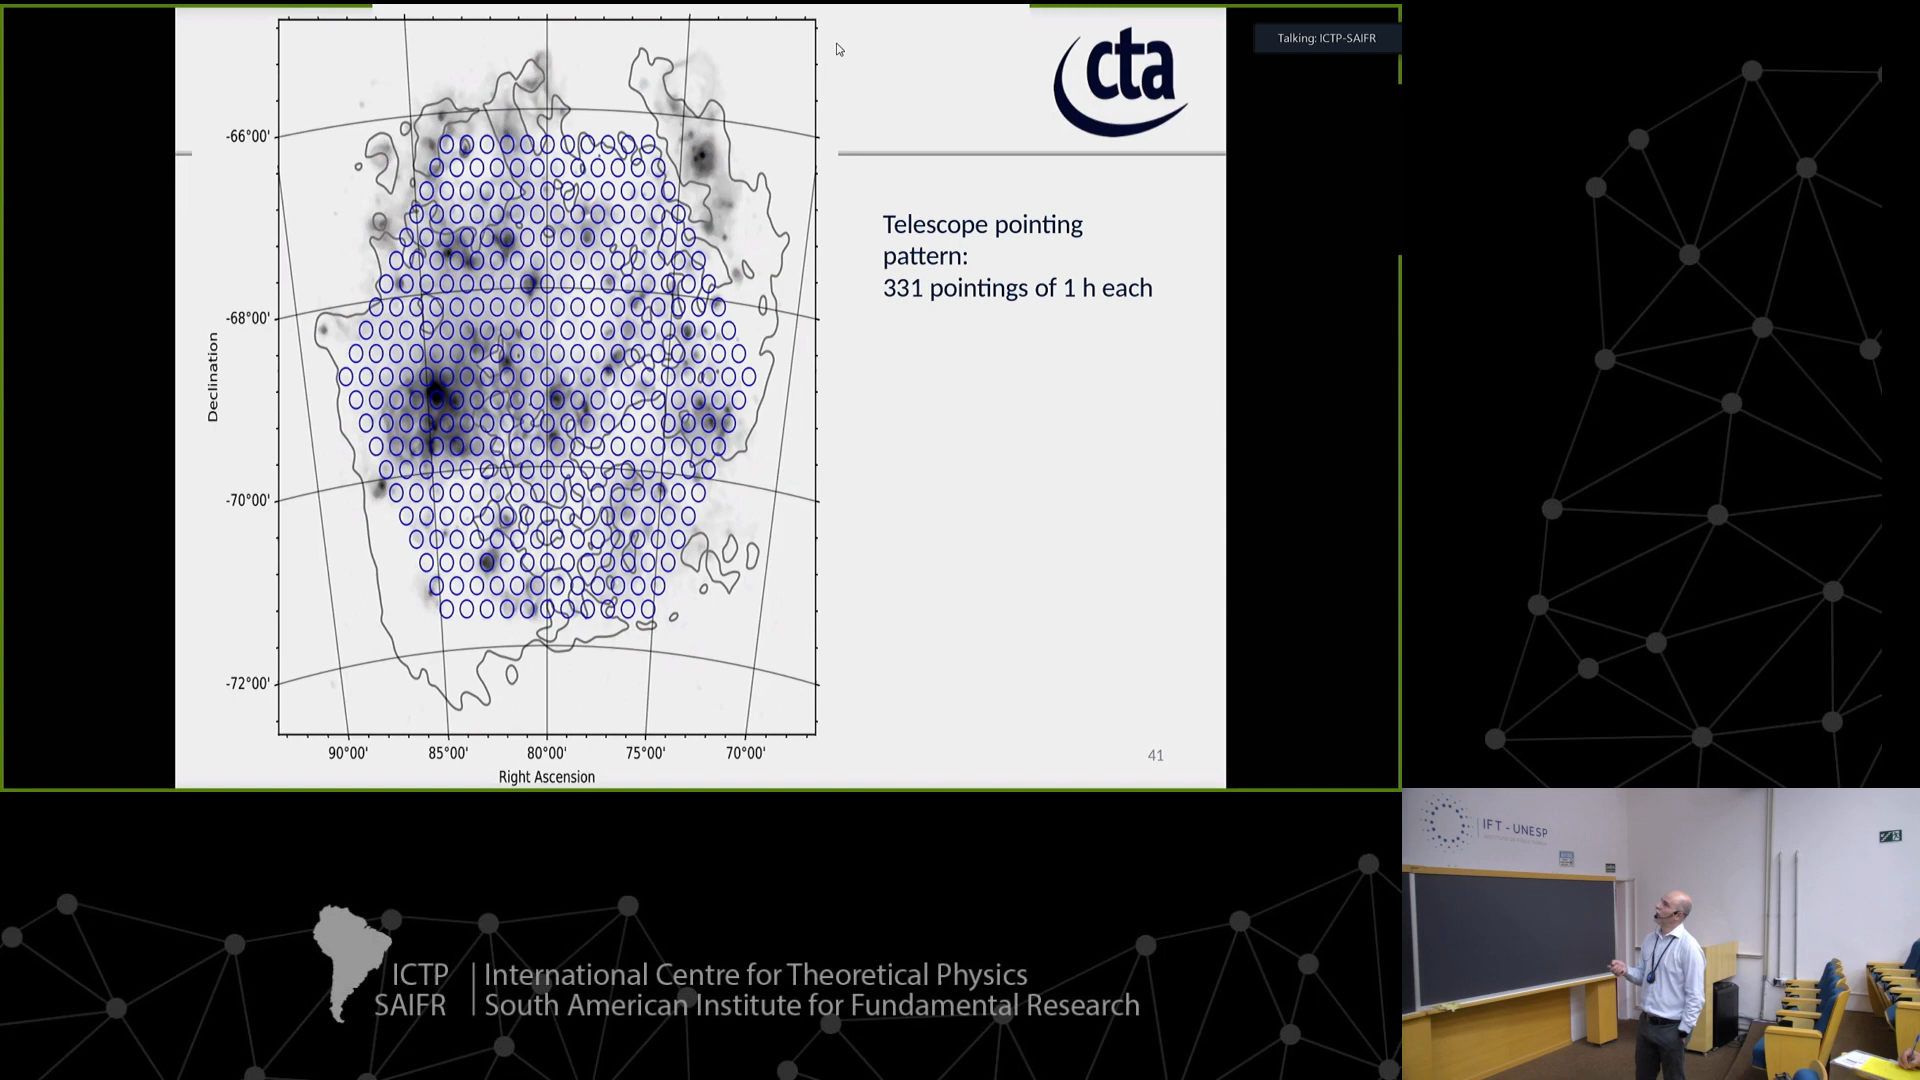 cta
Talking: ICTP-SAIFR
-66°00'
-68°00'
-70°00'
-72°00'
Declination
90°00'
85°00'
80°00'
75°00'
70°00'
Right Ascension
Telescope pointing
pattern:
331 pointings of 1 h each
41
IFT - UNESP
ICTP
SAIFR
International Centre for Theoretical Physics
South American Institute for Fundamental Research